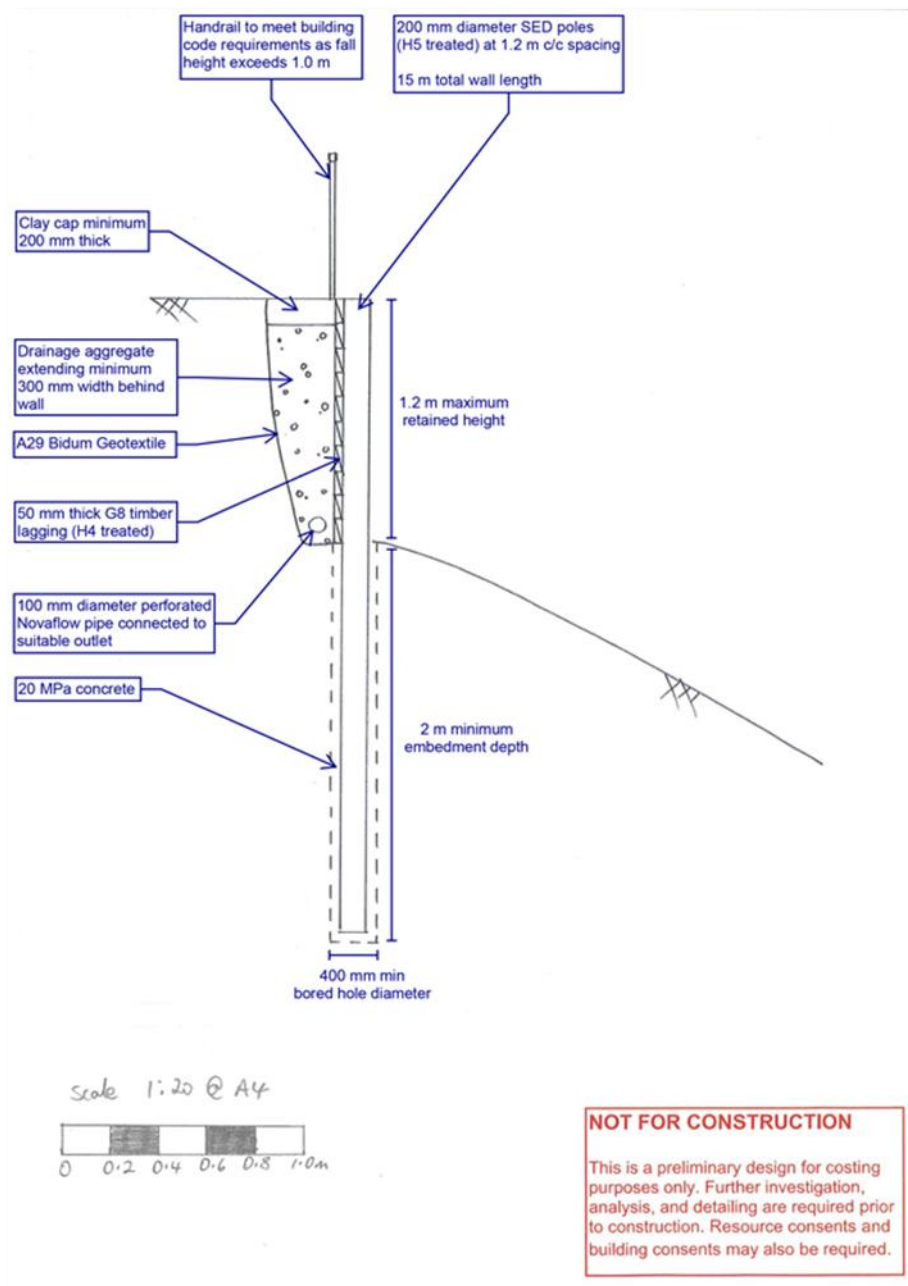 Handrail to meet building
code requirements as fall
height exceeds 1.0 m
200 mm diameter SED poles
(H5 treated) at 1.2 m c/c spacing
15 m total wall length
Clay cap minimum
200 mm thick
Drainage aggregate
extending minimum
300 mm width behind
wall
1.2 m maximum
retained height
A29 Bidum Geotextile
50 mm thick G8 timber
lagging (H4 treated)
100 mm diameter perforated
Novaflow pipe connected to
suitable outlet
20 MPa concrete
2 m minimum
embedment depth
400 mm min
bored hole diameter
scale 1:20 @ A4
0 0.2 0.4 0.6 0.8 1.0m
NOT FOR CONSTRUCTION
This is a preliminary design for costing
purposes only. Further investigation,
analysis, and detailing are required prior
to construction. Resource consents and
building consents may also be required.